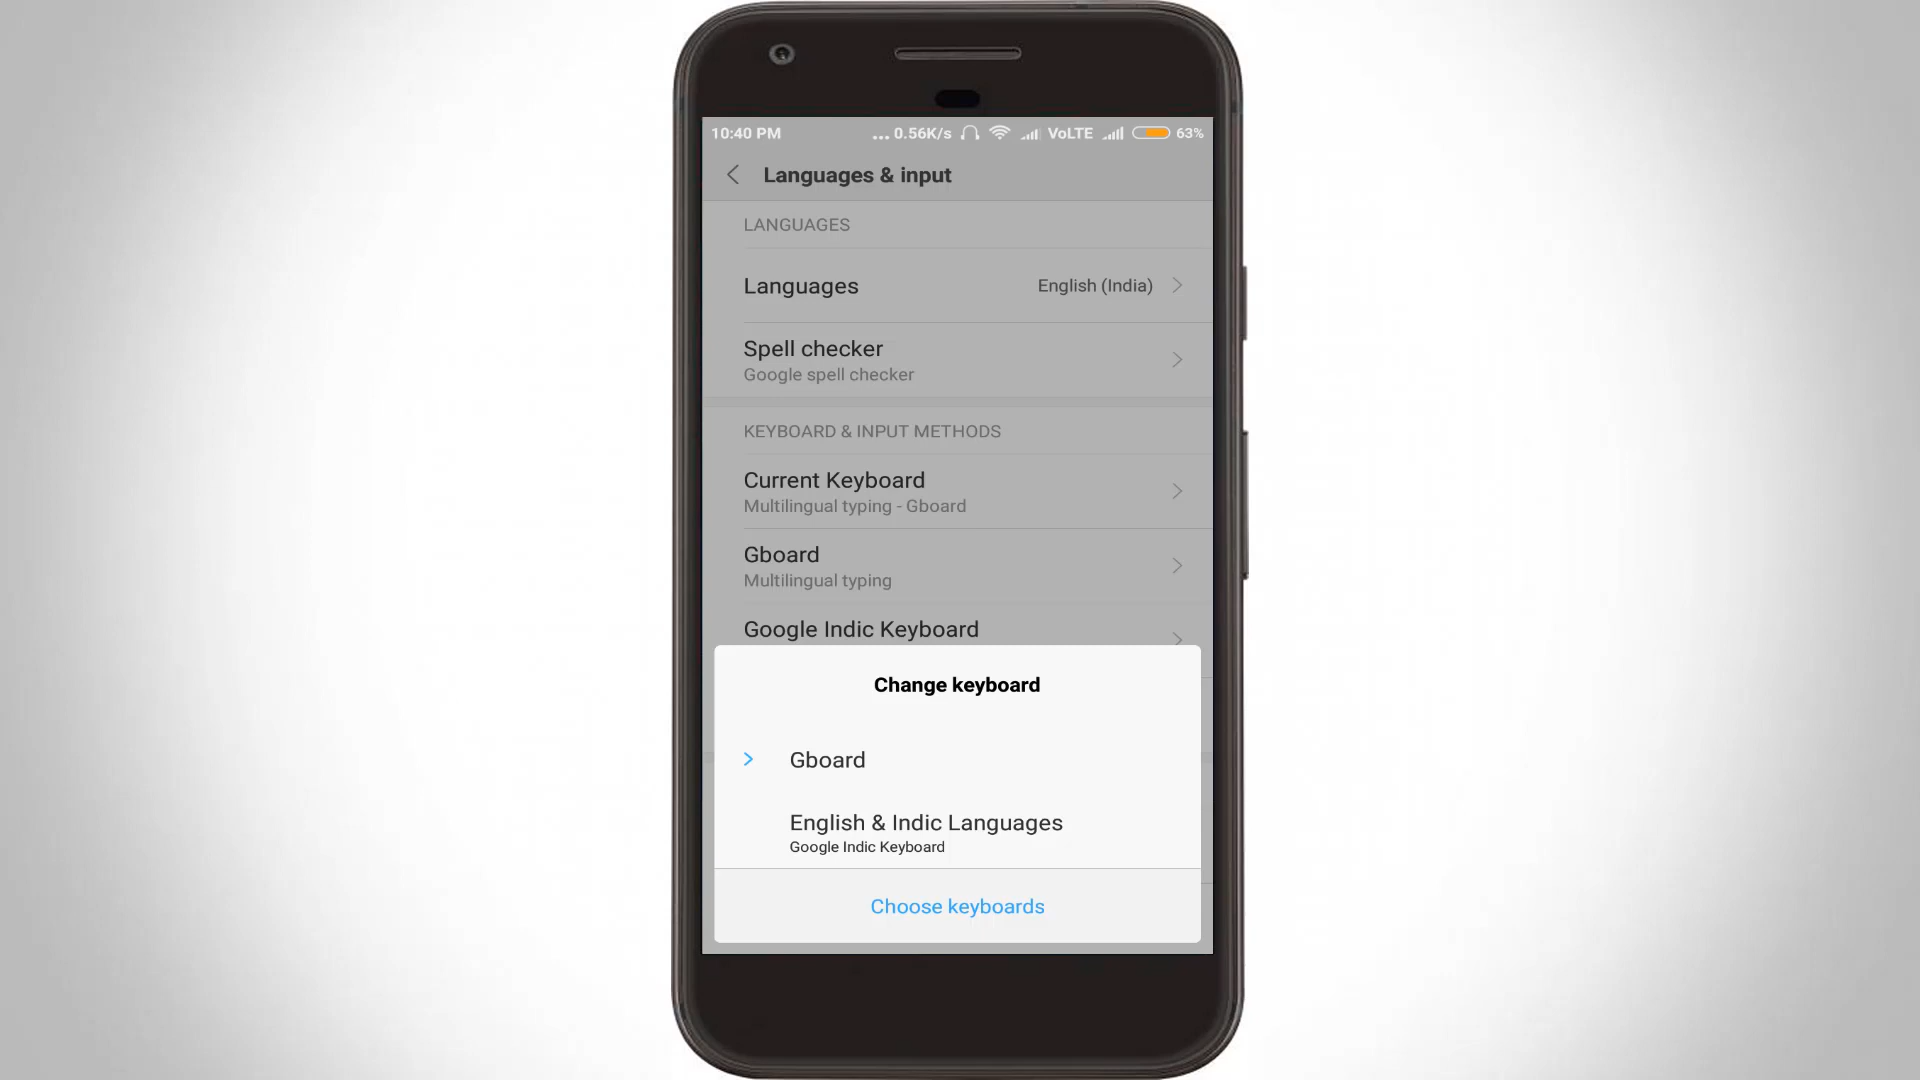 10:40 PM ... 0.56K/s VoLTE 63%
Languages & input
LANGUAGES
Languages English (India)
Spell checker
Google spell checker
KEYBOARD & INPUT METHODS
Current Keyboard
Multilingual typing - Gboard
Gboard
Multilingual typing
Google Indic Keyboard
Change keyboard
Gboard
English & Indic Languages
Google Indic Keyboard
Choose keyboards